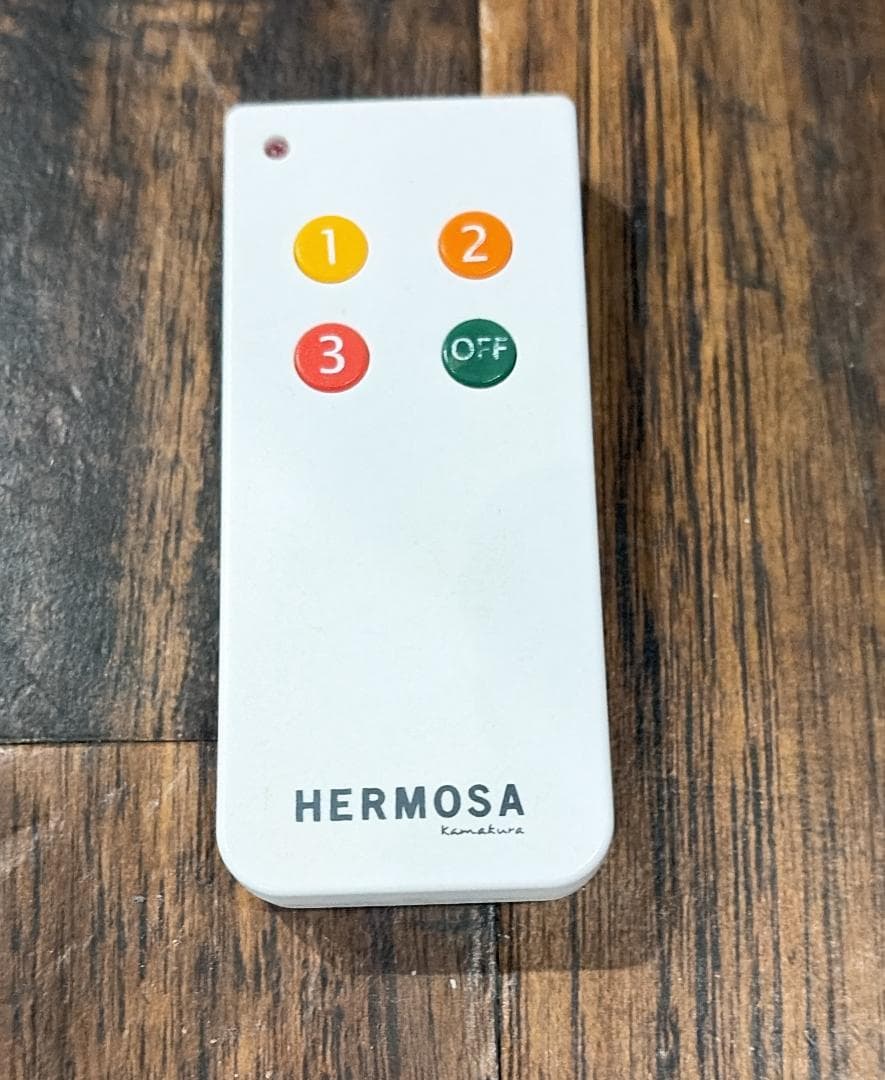 1 2
3 OFF
HERMOSA
Kamakura